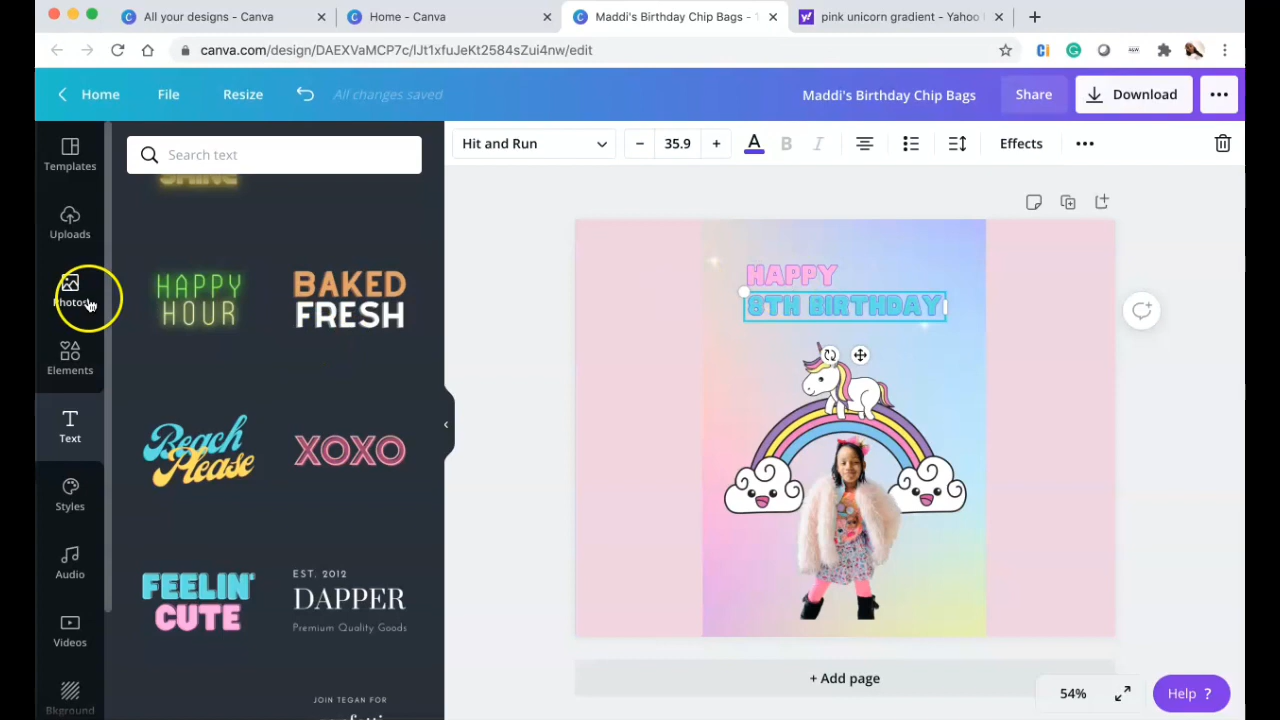 All your designs - Canva
Home - Canva
Maddi's Birthday Chip Bags - 1
pink unicorn gradient - Yahoo
canva.com/design/DAEXVaMCP7c/lJt1xfuJeKt2584sZui4nw/edit
Home File Resize All changes saved Maddi's Birthday Chip Bags Share Download
Templates
Uploads
Photos
Elements
Text
Styles
Audio
Videos
Bkground
Search text
SHINE
HAPPY
HOUR
BAKED
FRESH
Beach
Please
XOXO
FEELIN'
CUTE
EST. 2012
DAPPER
Premium Quality Goods
JOIN TEGAN FOR
confetti
Hit and Run 35.9 A B I Effects
HAPPY
8TH BIRTHDAY
+ Add page
54% Help ?